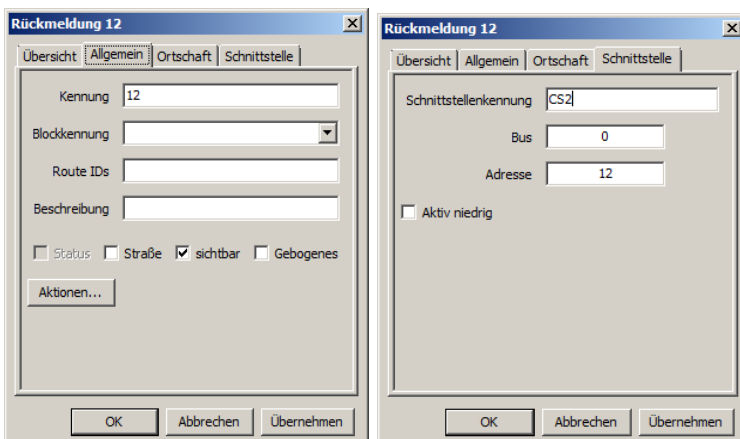 Rückmeldung 12
Übersicht Allgemein Ortschaft Schnittstelle
Kennung 12
Blockkennung
Route IDs
Beschreibung
Status Straße sichtbar Gebogenes
Aktionen...
OK Abbrechen Übernehmen
Rückmeldung 12
Übersicht Allgemein Ortschaft Schnittstelle
Schnittstellenkennung CS2
Bus 0
Adresse 12
Aktiv niedrig
OK Abbrechen Übernehmen